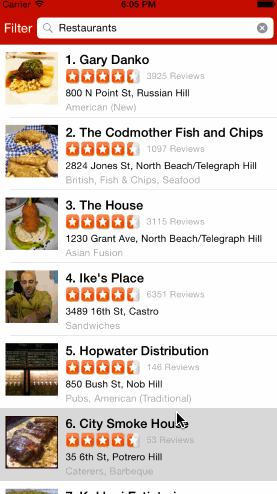 Carrier 6:05 PM
Filter Restaurants
1. Gary Danko
3925 Reviews
800 N Point St, Russian Hill
American (New)
2. The Codmother Fish and Chips
1097 Reviews
2824 Jones St, North Beach/Telegraph Hill
British, Fish & Chips, Seafood
3. The House
3115 Reviews
1230 Grant Ave, North Beach/Telegraph Hill
Asian Fusion
4. Ike's Place
6351 Reviews
3489 16th St, Castro
Sandwiches
5. Hopwater Distribution
146 Reviews
850 Bush St, Nob Hill
Pubs, American (Traditional)
6. City Smoke House
53 Reviews
35 6th St, Potrero Hill
Caterers, Barbeque